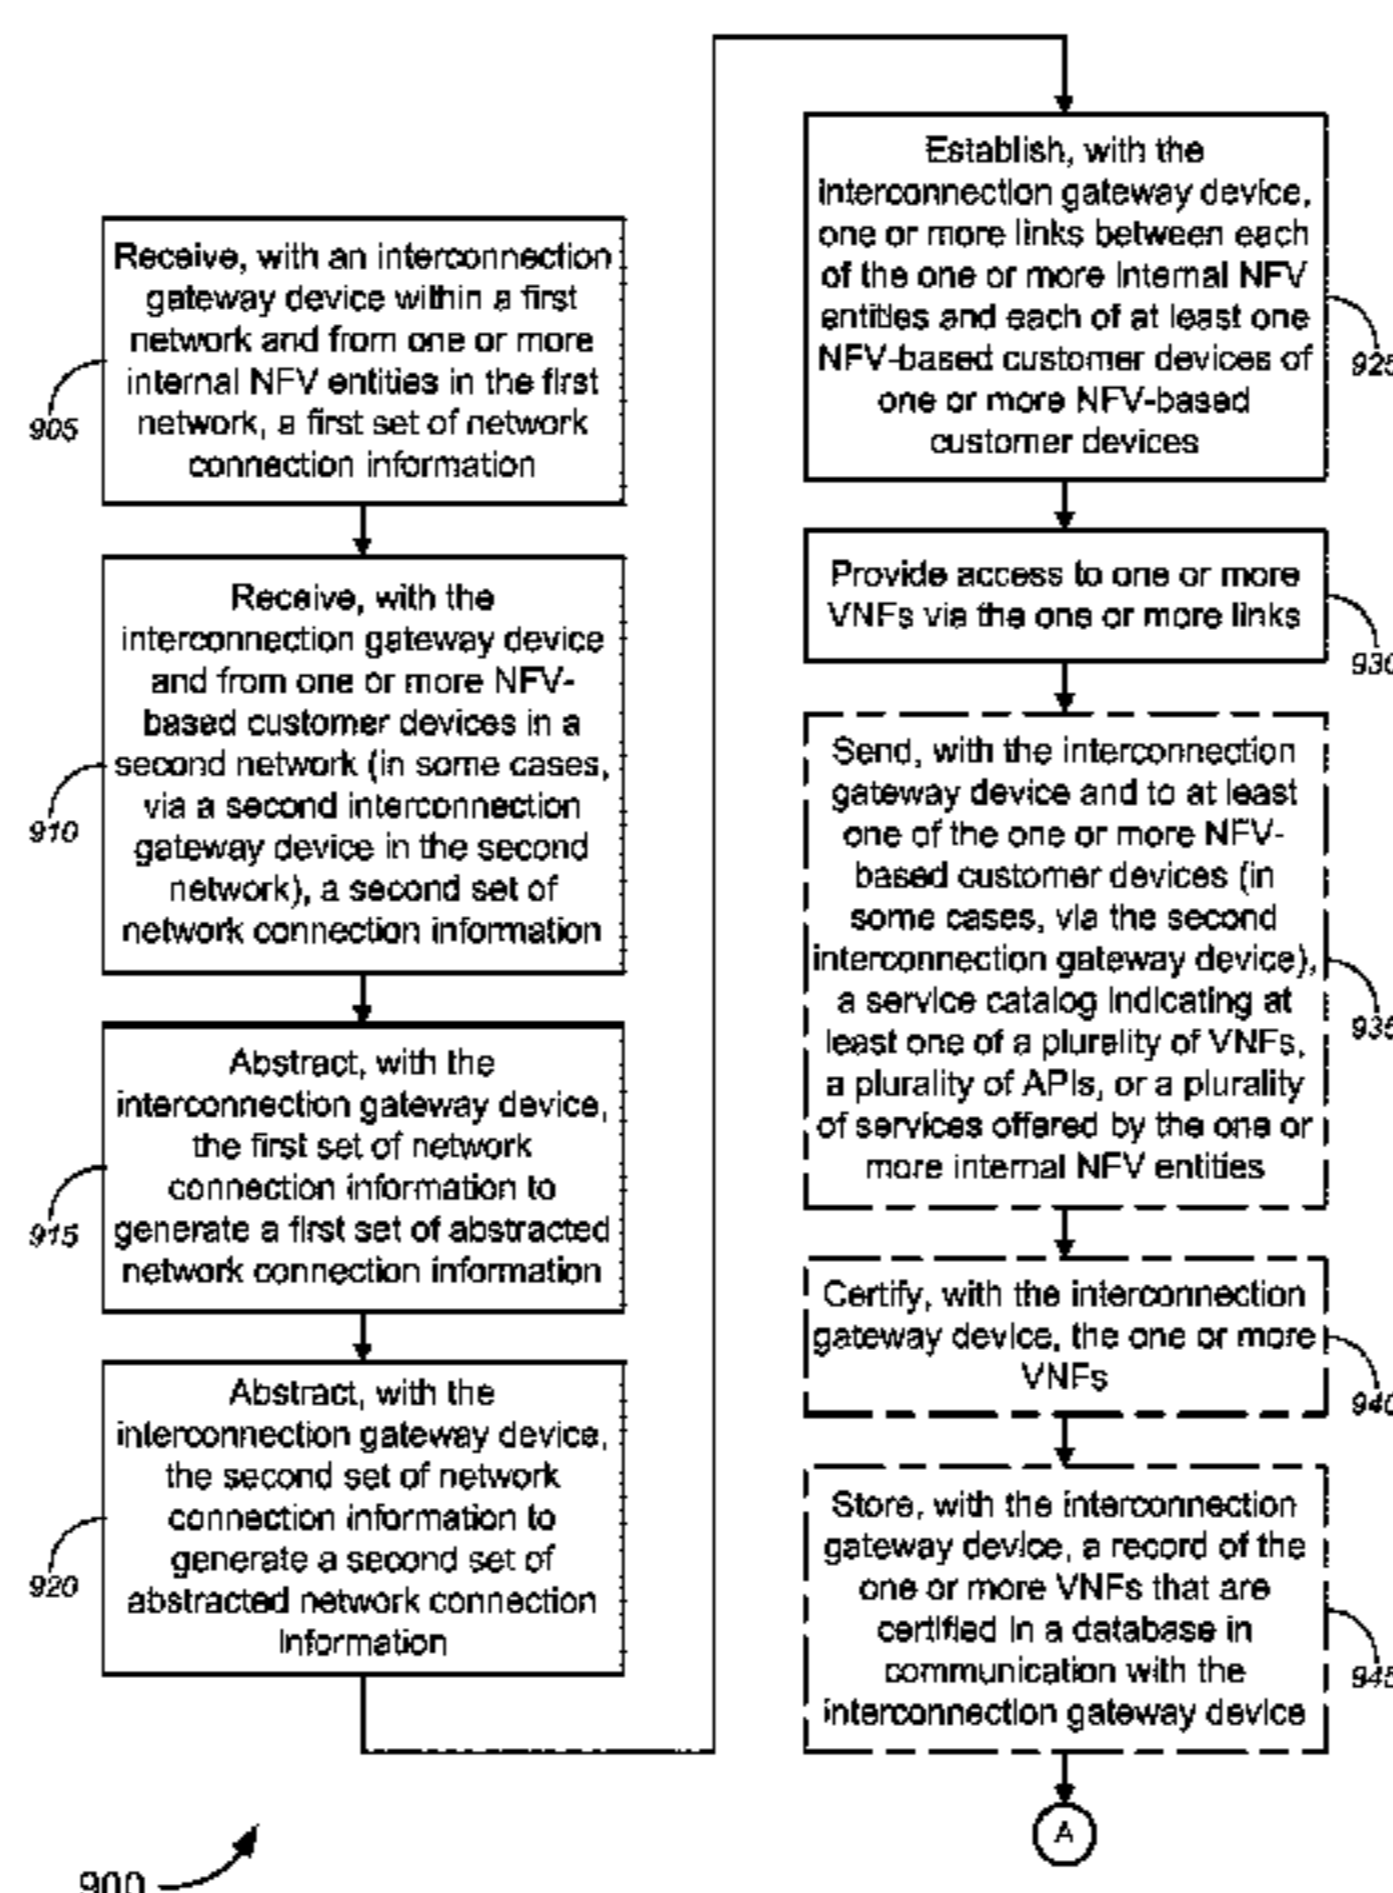 Receive, with an interconnection
gateway device within a first
network and from one or more
internal NFV entities in the first
network, a first set of network
connection information
905
Receive, with the
interconnection gateway device
and from one or more NFV-
based customer devices in a
second network (in some cases,
via a second interconnection
gateway device in the second
network), a second set of
network connection information
910
Abstract, with the
interconnection gateway device,
the first set of network
connection information to
generate a first set of abstracted
network connection information
915
Abstract, with the
interconnection gateway device,
the second set of network
connection information to
generate a second set of
abstracted network connection
information
920
Establish, with the
interconnection gateway device,
one or more links between each
of the one or more internal NFV
entities and each of at least one
NFV-based customer devices of
one or more NFV-based
customer devices
925
Provide access to one or more
VNFs via the one or more links
930
Send, with the interconnection
gateway device and to at least
one of the one or more NFV-
based customer devices (in
some cases, via the second
interconnection gateway device),
a service catalog indicating at
least one of a plurality of VNFs,
a plurality of APIs, or a plurality
of services offered by the one or
more internal NFV entities
935
Certify, with the interconnection
gateway device, the one or more
VNFs
940
Store, with the interconnection
gateway device, a record of the
one or more VNFs that are
certified in a database in
communication with the
interconnection gateway device
945
A
900